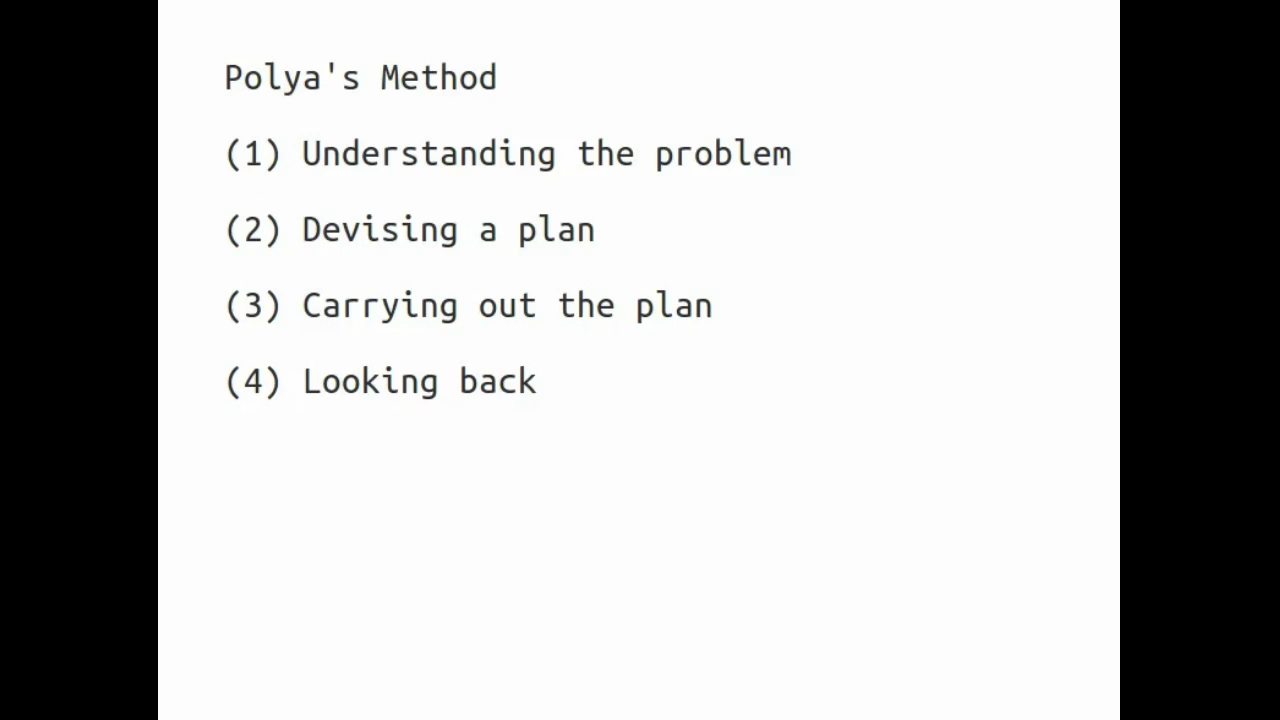 Polya's Method
(1) Understanding the problem
(2) Devising a plan
(3) Carrying out the plan
(4) Looking back